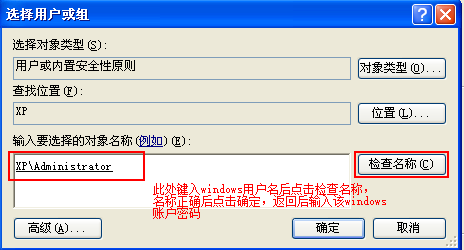 选择用户或组
选择对象类型(S):
用户或内置安全性原则
对象类型(O)...
查找位置(F):
XP
位置(L)...
输入要选择的对象名称(例如)(E):
XP\Administrator
检查名称(C)
此处键入windows用户名后点击检查名称,
名称正确后点击确定,返回后输入该windows
账户密码
高级(A)...
确定
取消